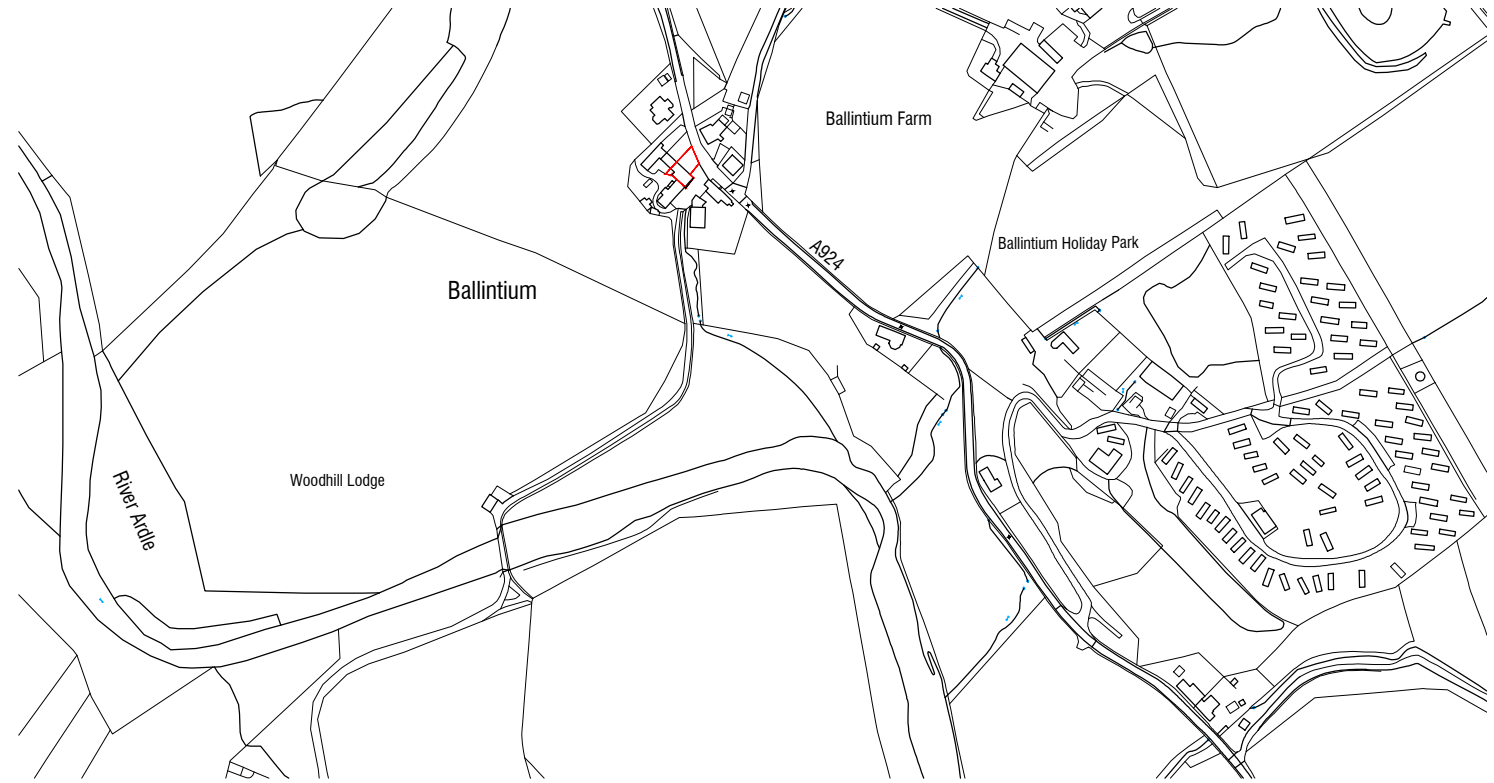 Ballintium Farm
A924
Ballintium Holiday Park
Ballintium
Woodhill Lodge
River Ardle